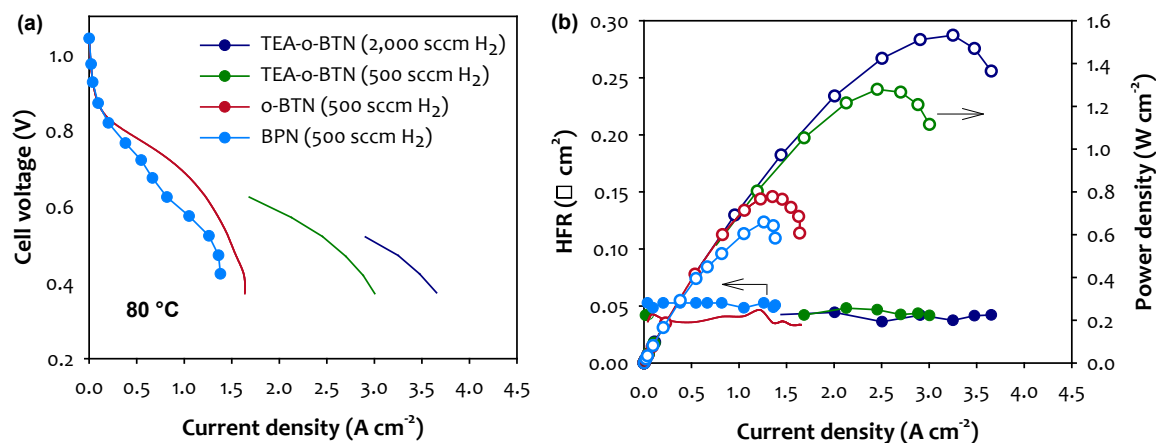 (a)
TEA-o-BTN (2,000 sccm H2)
TEA-o-BTN (500 sccm H2)
o-BTN (500 sccm H2)
BPN (500 sccm H2)
80 °C
Cell voltage (V)
1.0
0.8
0.6
0.4
0.2
0.0 0.5 1.0 1.5 2.0 2.5 3.0 3.5 4.0 4.5
Current density (A cm-2)
(b)
HFR (□ cm2)
0.30
0.25
0.20
0.15
0.10
0.05
0.00
0.0 0.5 1.0 1.5 2.0 2.5 3.0 3.5 4.0 4.5
Current density (A cm-2)
1.6
1.4
1.2
1.0
0.8
0.6
0.4
0.2
0.0
Power density (W cm-2)